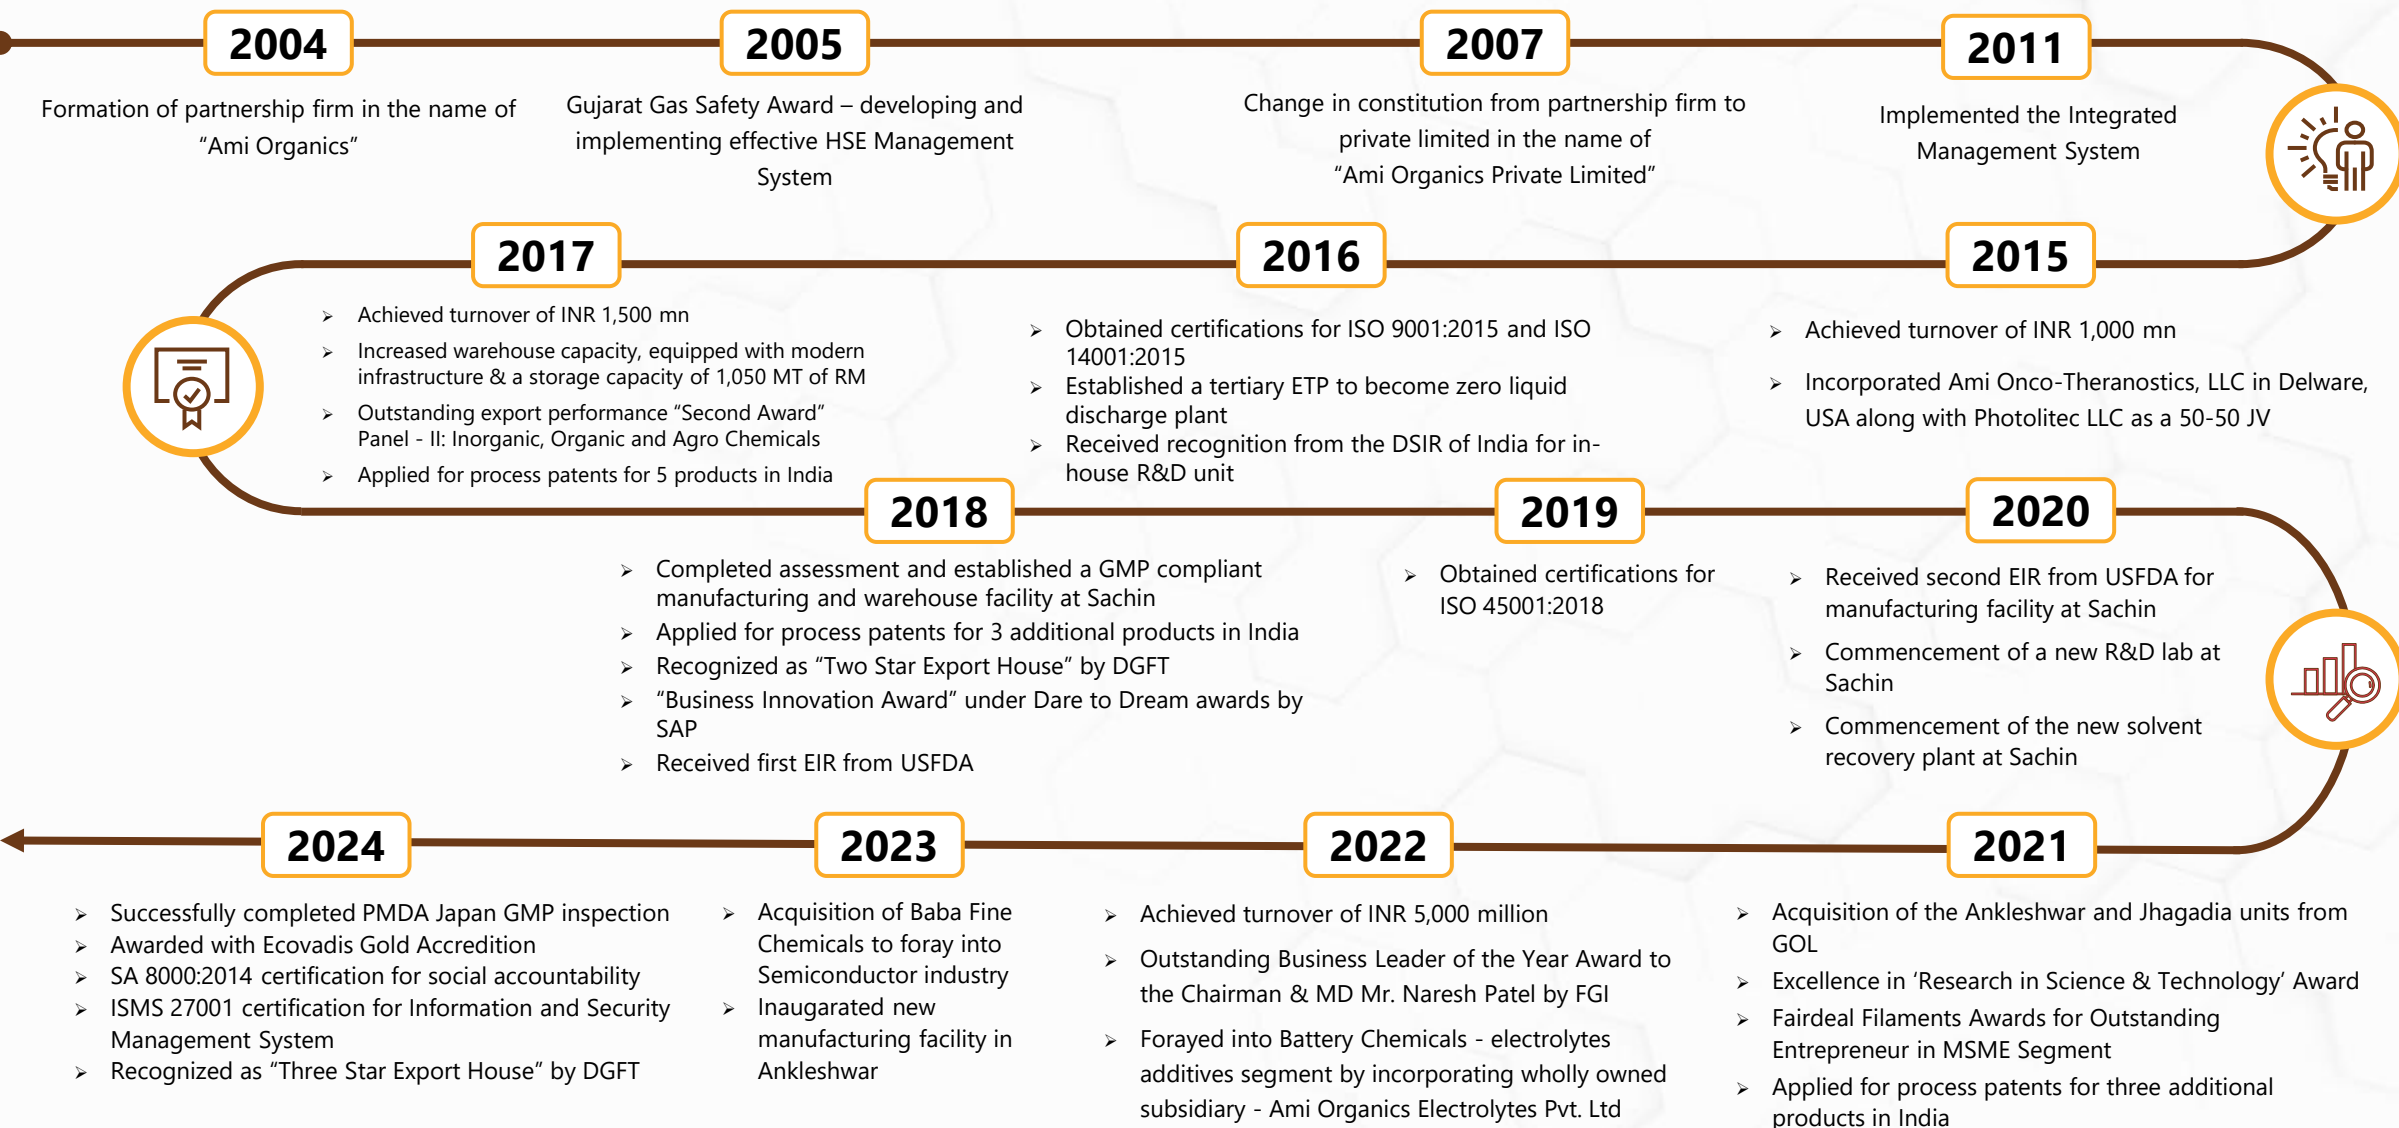 2004
Formation of partnership firm in the name of
“Ami Organics”
2005
Gujarat Gas Safety Award – developing and
implementing effective HSE Management
System
2007
Change in constitution from partnership firm to
private limited in the name of
“Ami Organics Private Limited”
2011
Implemented the Integrated
Management System
2015
➢ Achieved turnover of INR 1,000 mn
➢ Incorporated Ami Onco-Theranostics, LLC in Delware,
USA along with Photolitec LLC as a 50-50 JV
2016
➢ Obtained certifications for ISO 9001:2015 and ISO
14001:2015
➢ Established a tertiary ETP to become zero liquid
discharge plant
➢ Received recognition from the DSIR of India for in-
house R&D unit
2017
➢ Achieved turnover of INR 1,500 mn
➢ Increased warehouse capacity, equipped with modern
infrastructure & a storage capacity of 1,050 MT of RM
➢ Outstanding export performance “Second Award”
Panel - II: Inorganic, Organic and Agro Chemicals
➢ Applied for process patents for 5 products in India
2018
➢ Completed assessment and established a GMP compliant
manufacturing and warehouse facility at Sachin
➢ Applied for process patents for 3 additional products in India
➢ Recognized as “Two Star Export House” by DGFT
➢ “Business Innovation Award” under Dare to Dream awards by
SAP
➢ Received first EIR from USFDA
2019
➢ Obtained certifications for
ISO 45001:2018
2020
➢ Received second EIR from USFDA for
manufacturing facility at Sachin
➢ Commencement of a new R&D lab at
Sachin
➢ Commencement of the new solvent
recovery plant at Sachin
2021
➢ Acquisition of the Ankleshwar and Jhagadia units from
GOL
➢ Excellence in ‘Research in Science & Technology’ Award
➢ Fairdeal Filaments Awards for Outstanding
Entrepreneur in MSME Segment
➢ Applied for process patents for three additional
products in India
2022
➢ Achieved turnover of INR 5,000 million
➢ Outstanding Business Leader of the Year Award to
the Chairman & MD Mr. Naresh Patel by FGI
➢ Forayed into Battery Chemicals - electrolytes
additives segment by incorporating wholly owned
subsidiary - Ami Organics Electrolytes Pvt. Ltd
2023
➢ Acquisition of Baba Fine
Chemicals to foray into
Semiconductor industry
➢ Inaugarated new
manufacturing facility in
Ankleshwar
2024
➢ Successfully completed PMDA Japan GMP inspection
➢ Awarded with Ecovadis Gold Accredition
➢ SA 8000:2014 certification for social accountability
➢ ISMS 27001 certification for Information and Security
Management System
➢ Recognized as “Three Star Export House” by DGFT